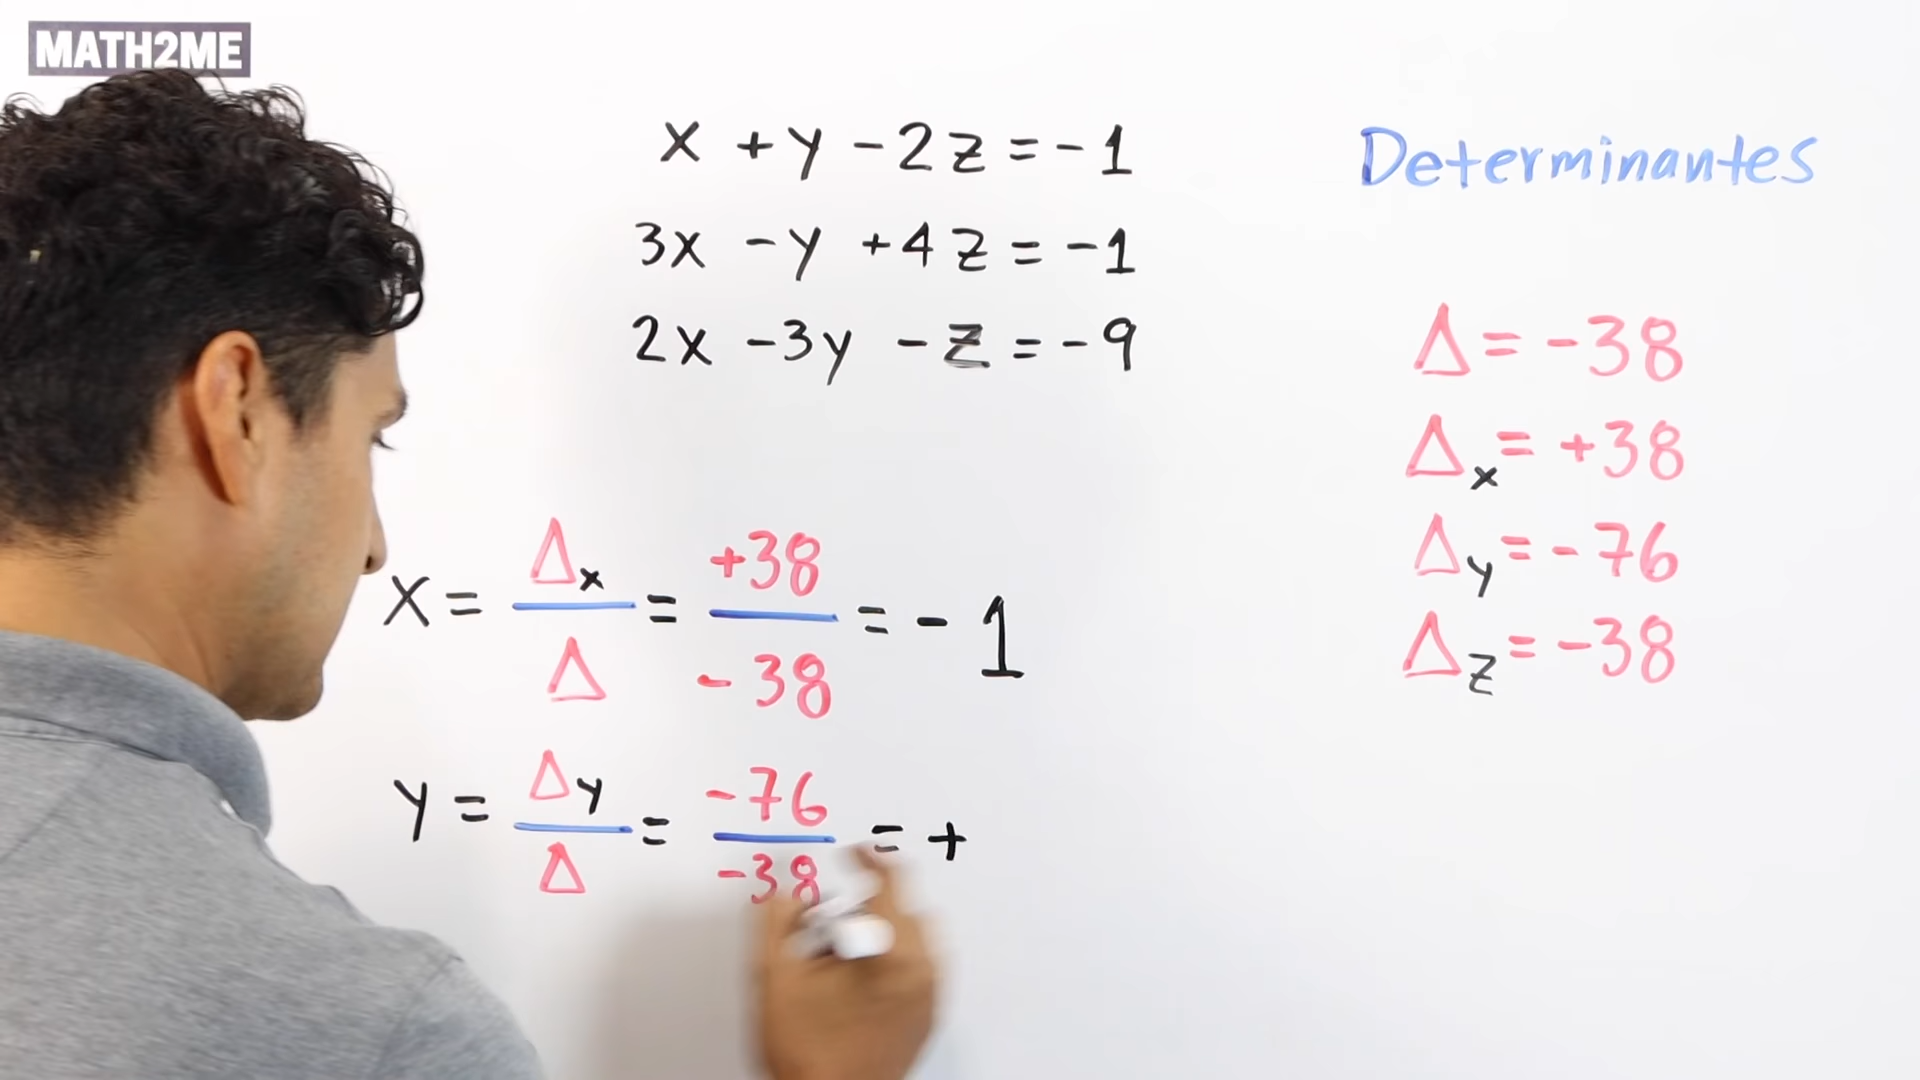 MATH2ME
x + y - 2z = -1
3x - y + 4z = -1
2x - 3y - z = -9
Determinantes
Δ = -38
Δx = +38
Δy = -76
Δz = -38
x = Δx/Δ = +38/-38 = -1
y = Δy/Δ = -76/-38 = +